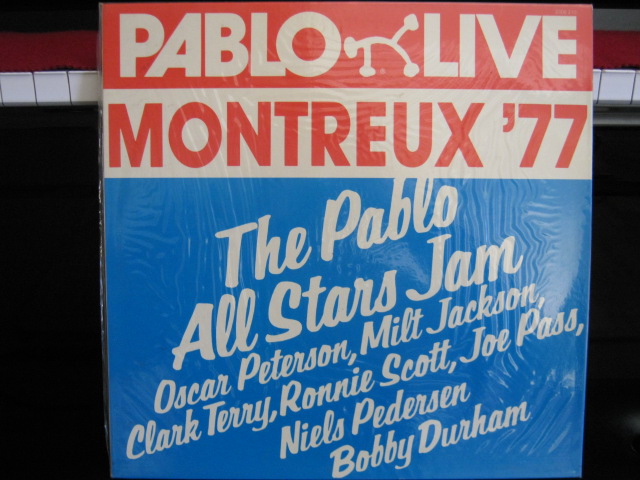 PABLO LIVE
MONTREUX '77
The Pablo
All Stars Jam
Oscar Peterson, Milt Jackson,
Clark Terry, Ronnie Scott, Joe Pass,
Niels Pedersen
Bobby Durham